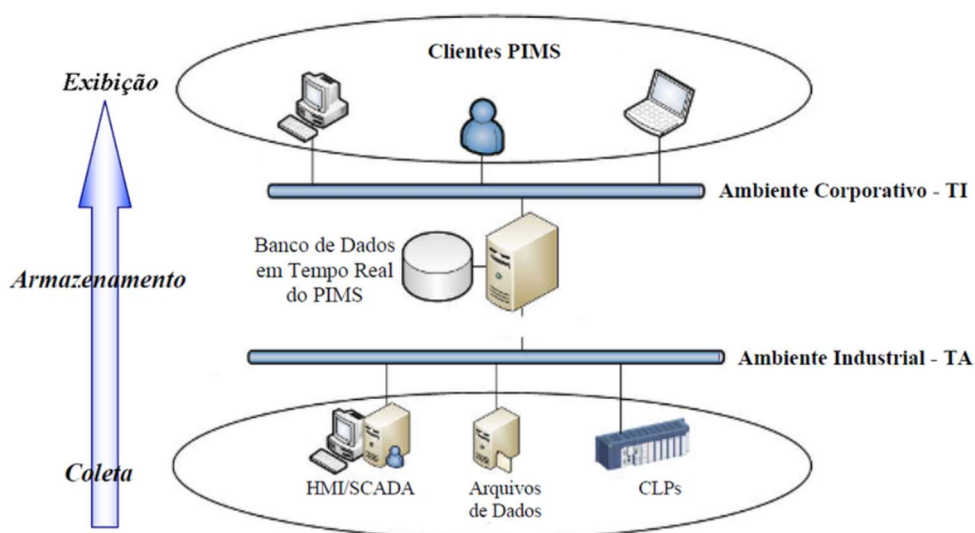 Clientes PIMS
Exibição
Ambiente Corporativo - TI
Banco de Dados
em Tempo Real
do PIMS
Armazenamento
Ambiente Industrial - TA
Coleta
HMI/SCADA
Arquivos
de Dados
CLPs